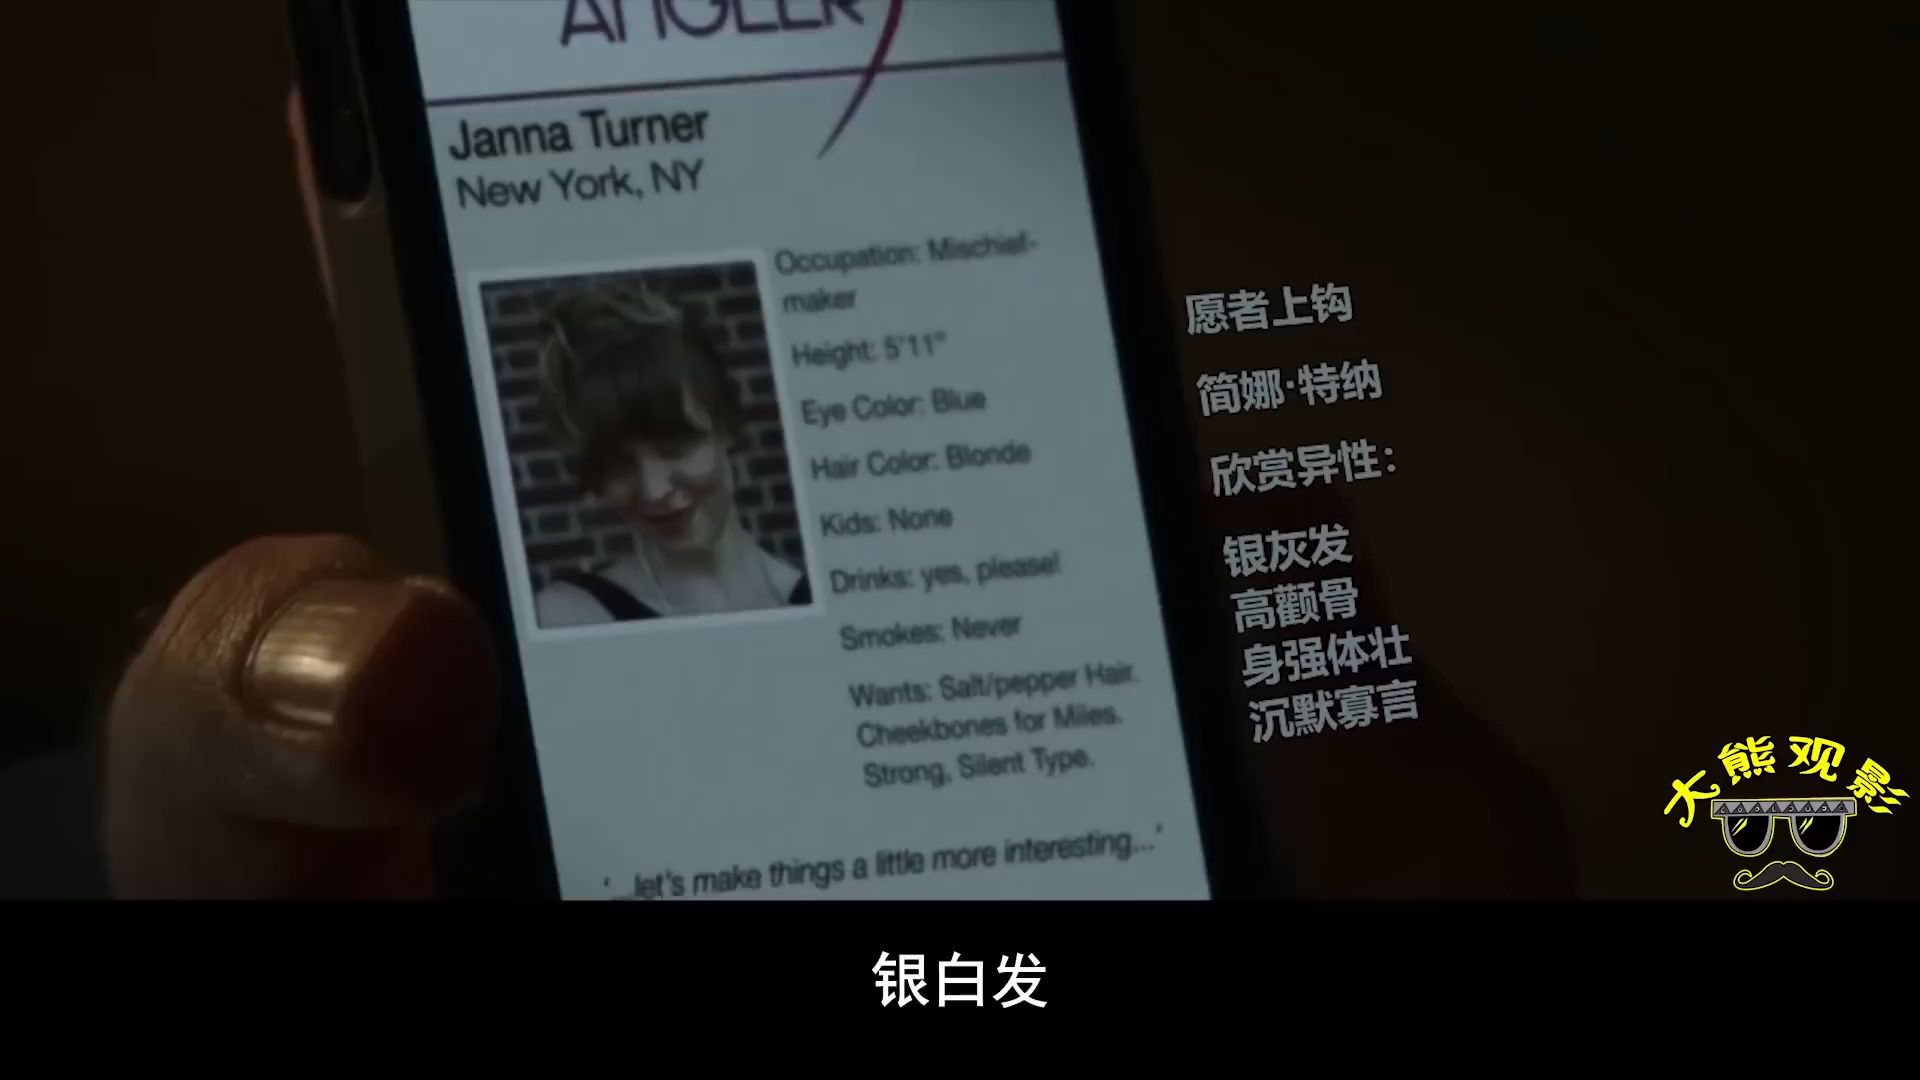 ANGLER
Janna Turner
New York, NY
Occupation: Mischief-
maker
Height: 5'11"
Eye Color: Blue
Hair Color: Blonde
Kids: None
Drinks: yes, please!
Smokes: Never
Wants: Salt/pepper Hair.
Cheekbones for Miles.
Strong, Silent Type.
'...let's make things a little more interesting...'
愿者上钩
简娜·特纳
欣赏异性:
银灰发
高颧骨
身强体壮
沉默寡言
大熊观影
银白发